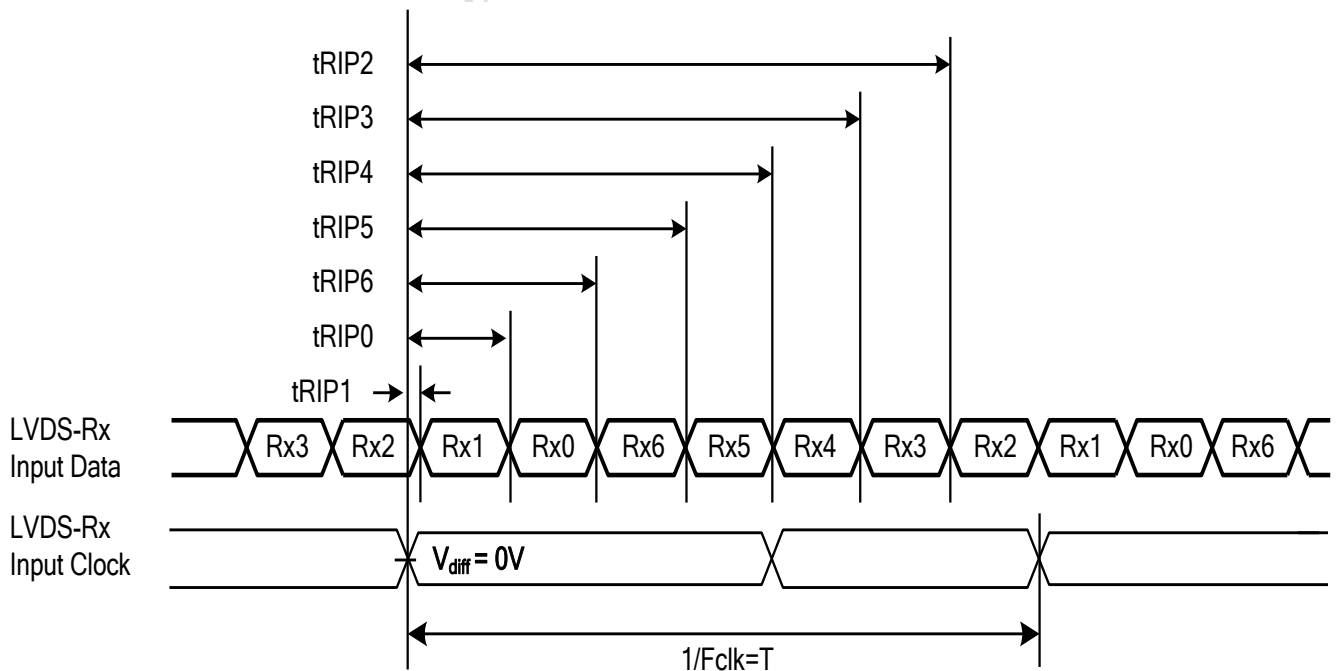 tRIP2
tRIP3
tRIP4
tRIP5
tRIP6
tRIP0
tRIP1
LVDS-Rx
Input Data
Rx3 Rx2 Rx1 Rx0 Rx6 Rx5 Rx4 Rx3 Rx2 Rx1 Rx0 Rx6
LVDS-Rx
Input Clock
Vdiff = 0V
1/Fclk=T